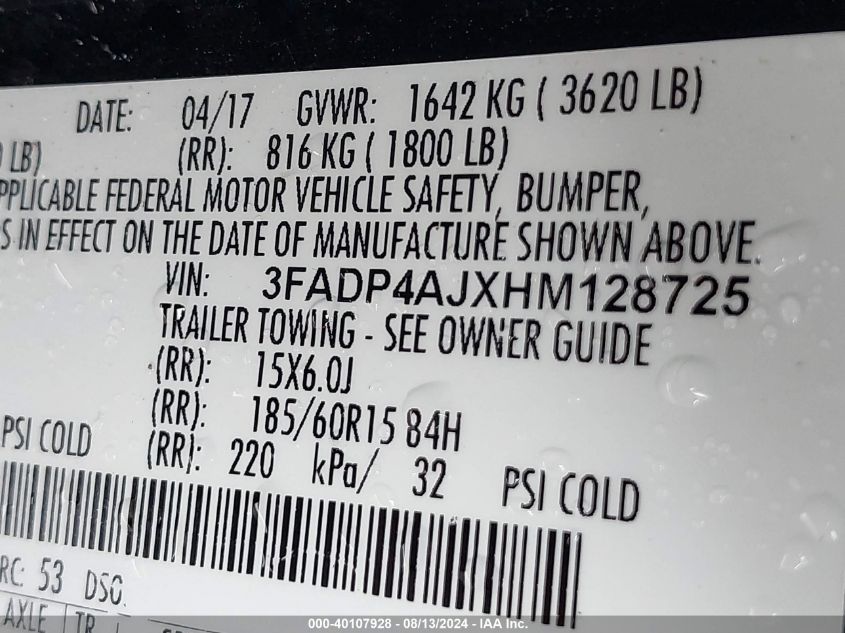 DATE: 04/17 GVWR: 1642 KG ( 3620 LB)
LB) (RR): 816 KG ( 1800 LB)
APPLICABLE FEDERAL MOTOR VEHICLE SAFETY, BUMPER,
S IN EFFECT ON THE DATE OF MANUFACTURE SHOWN ABOVE.
VIN: 3FADP4AJXHM128725
TRAILER TOWING - SEE OWNER GUIDE
(RR): 15X6.0J
(RR): 185/60R15 84H
PSI COLD (RR): 220 kPa/ 32 PSI COLD
RC: 53 DSO:
AXLE TR
000-40107928 - 08/13/2024 - IAA Inc.